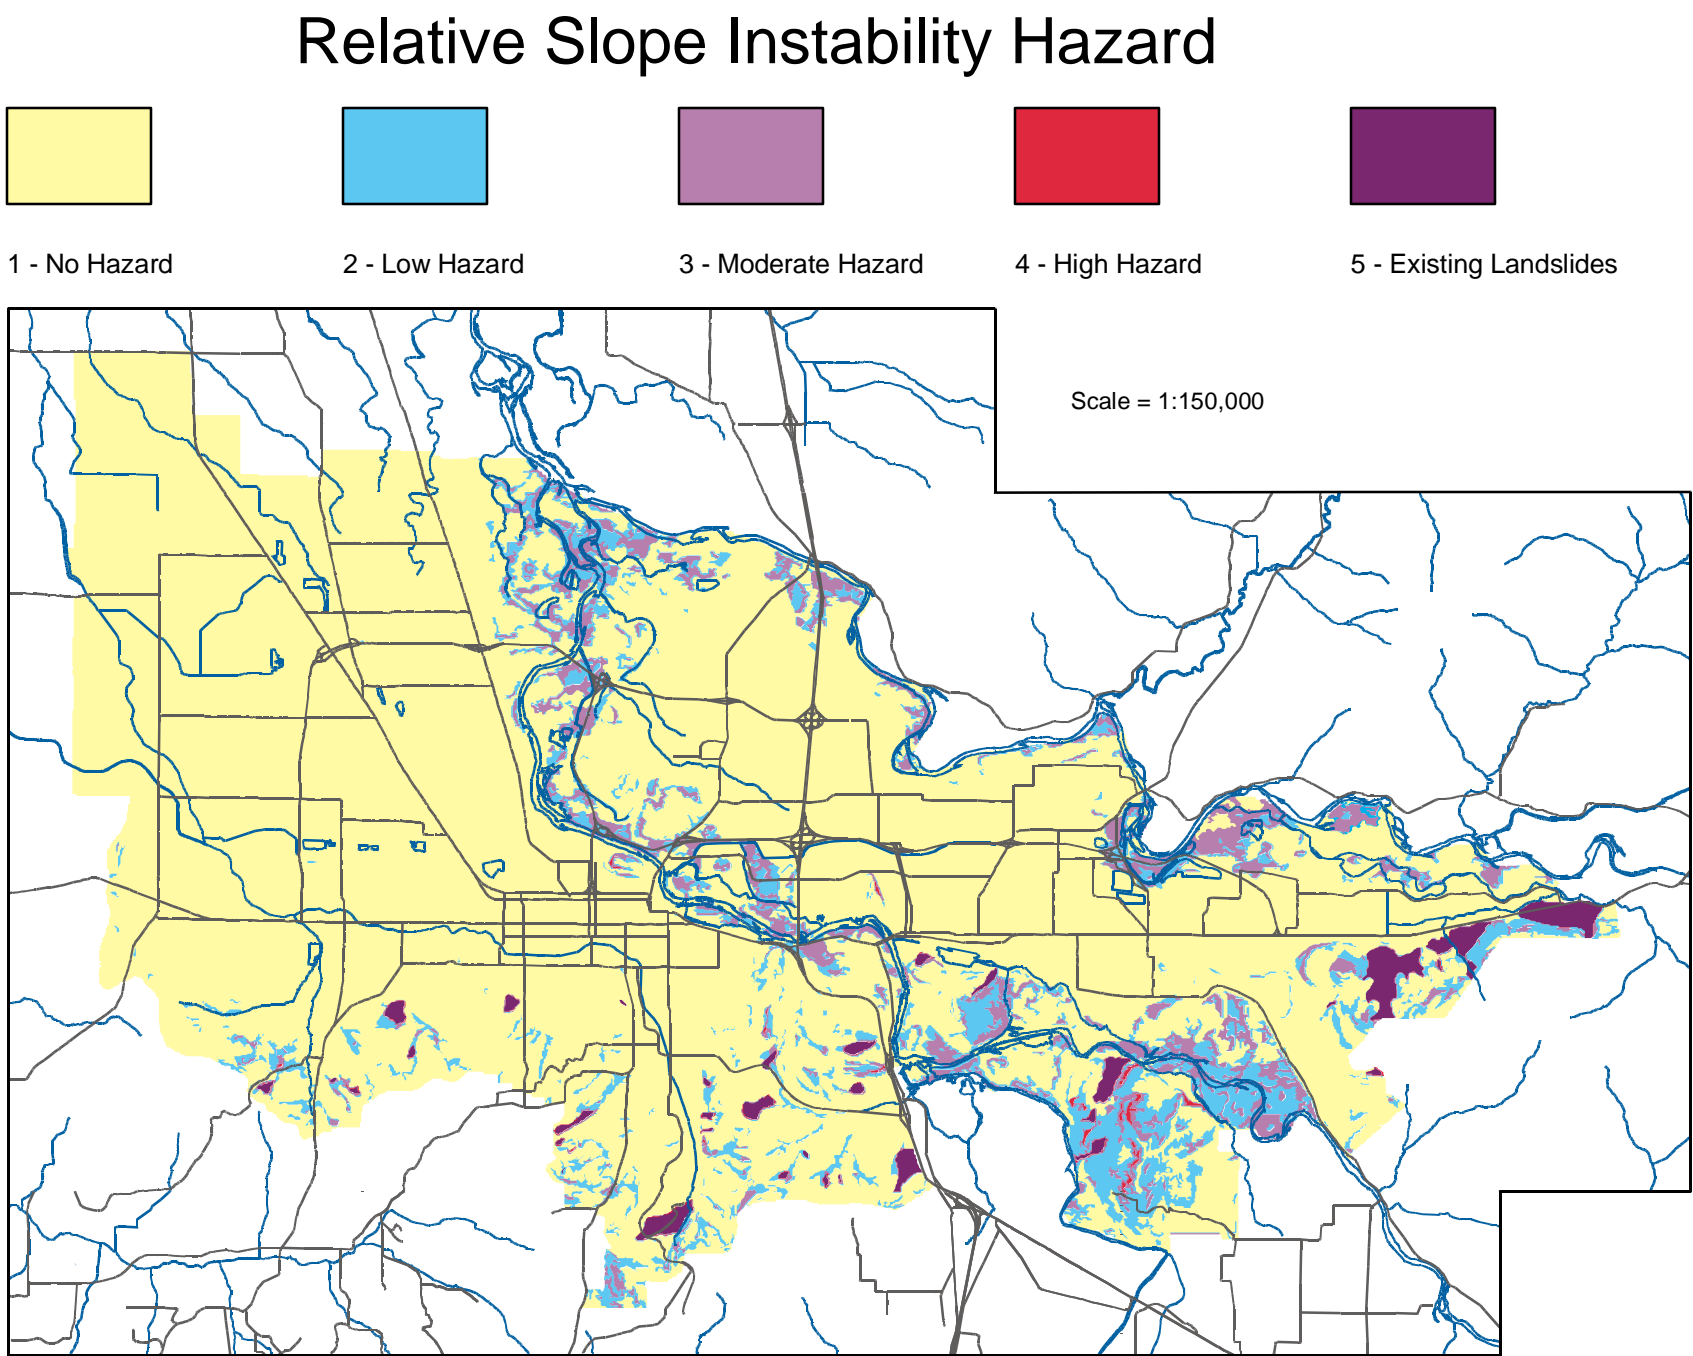 Relative Slope Instability Hazard
1 - No Hazard
2 - Low Hazard
3 - Moderate Hazard
4 - High Hazard
5 - Existing Landslides
Scale = 1:150,000